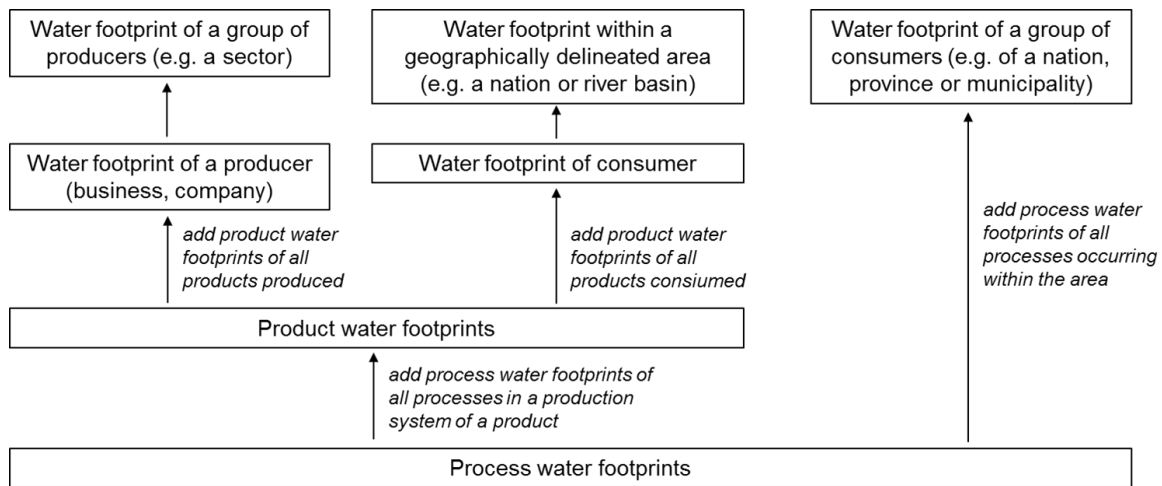 Water footprint of a group of
producers (e.g. a sector)
Water footprint within a
geographically delineated area
(e.g. a nation or river basin)
Water footprint of a group of
consumers (e.g. of a nation,
province or municipality)
Water footprint of a producer
(business, company)
Water footprint of consumer
add product water
footprints of all
products produced
add product water
footprints of all
products consiumed
add process water
footprints of all
processes occurring
within the area
Product water footprints
add process water footprints of
all processes in a production
system of a product
Process water footprints